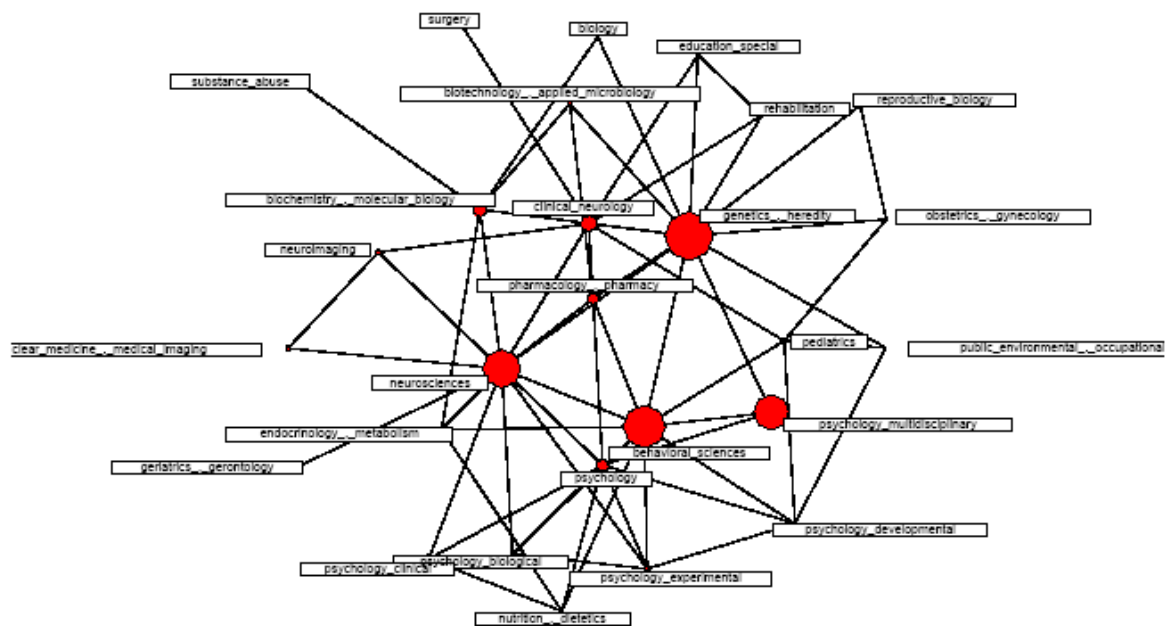 surgery
biology
education_special
substance_abuse
biotechnology_._applied_microbiology
reproductive_biology
rehabilitation
biochemistry_._molecular_biology
clinical_neurology
genetics_._heredity
obstetrics_._gynecology
neuroimaging
pharmacology_._pharmacy
clear_medicine_._medical_imaging
pediatrics
public_environmental_._occupational
neurosciences
psychology_multidisciplinary
endocrinology_._metabolism
behavioral_sciences
geriatrics_._gerontology
psychology
psychology_developmental
psychology_biological
psychology_clinical
psychology_experimental
nutrition_._dietetics